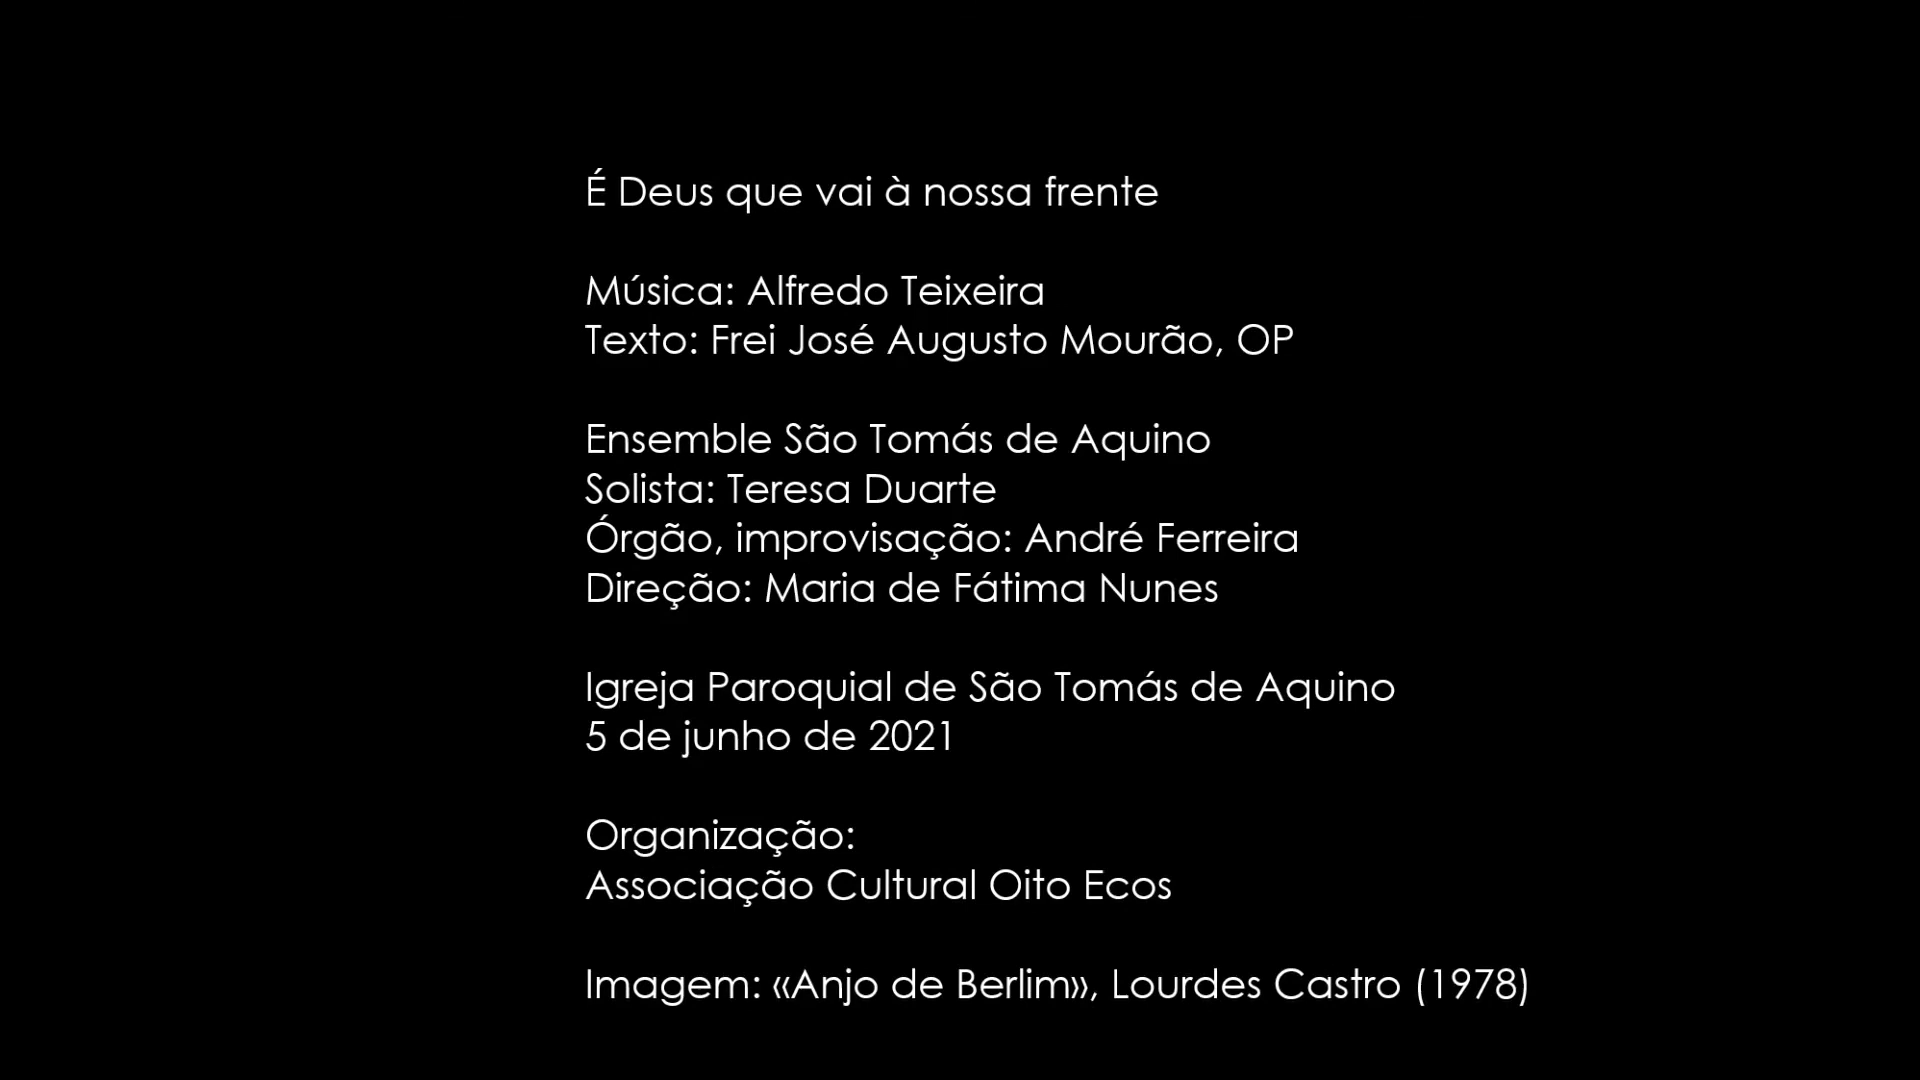 É Deus que vai à nossa frente
Música: Alfredo Teixeira
Texto: Frei José Augusto Mourão, OP
Ensemble São Tomás de Aquino
Solista: Teresa Duarte
Órgão, improvisação: André Ferreira
Direção: Maria de Fátima Nunes
Igreja Paroquial de São Tomás de Aquino
5 de junho de 2021
Organização:
Associação Cultural Oito Ecos
Imagem: «Anjo de Berlim», Lourdes Castro (1978)